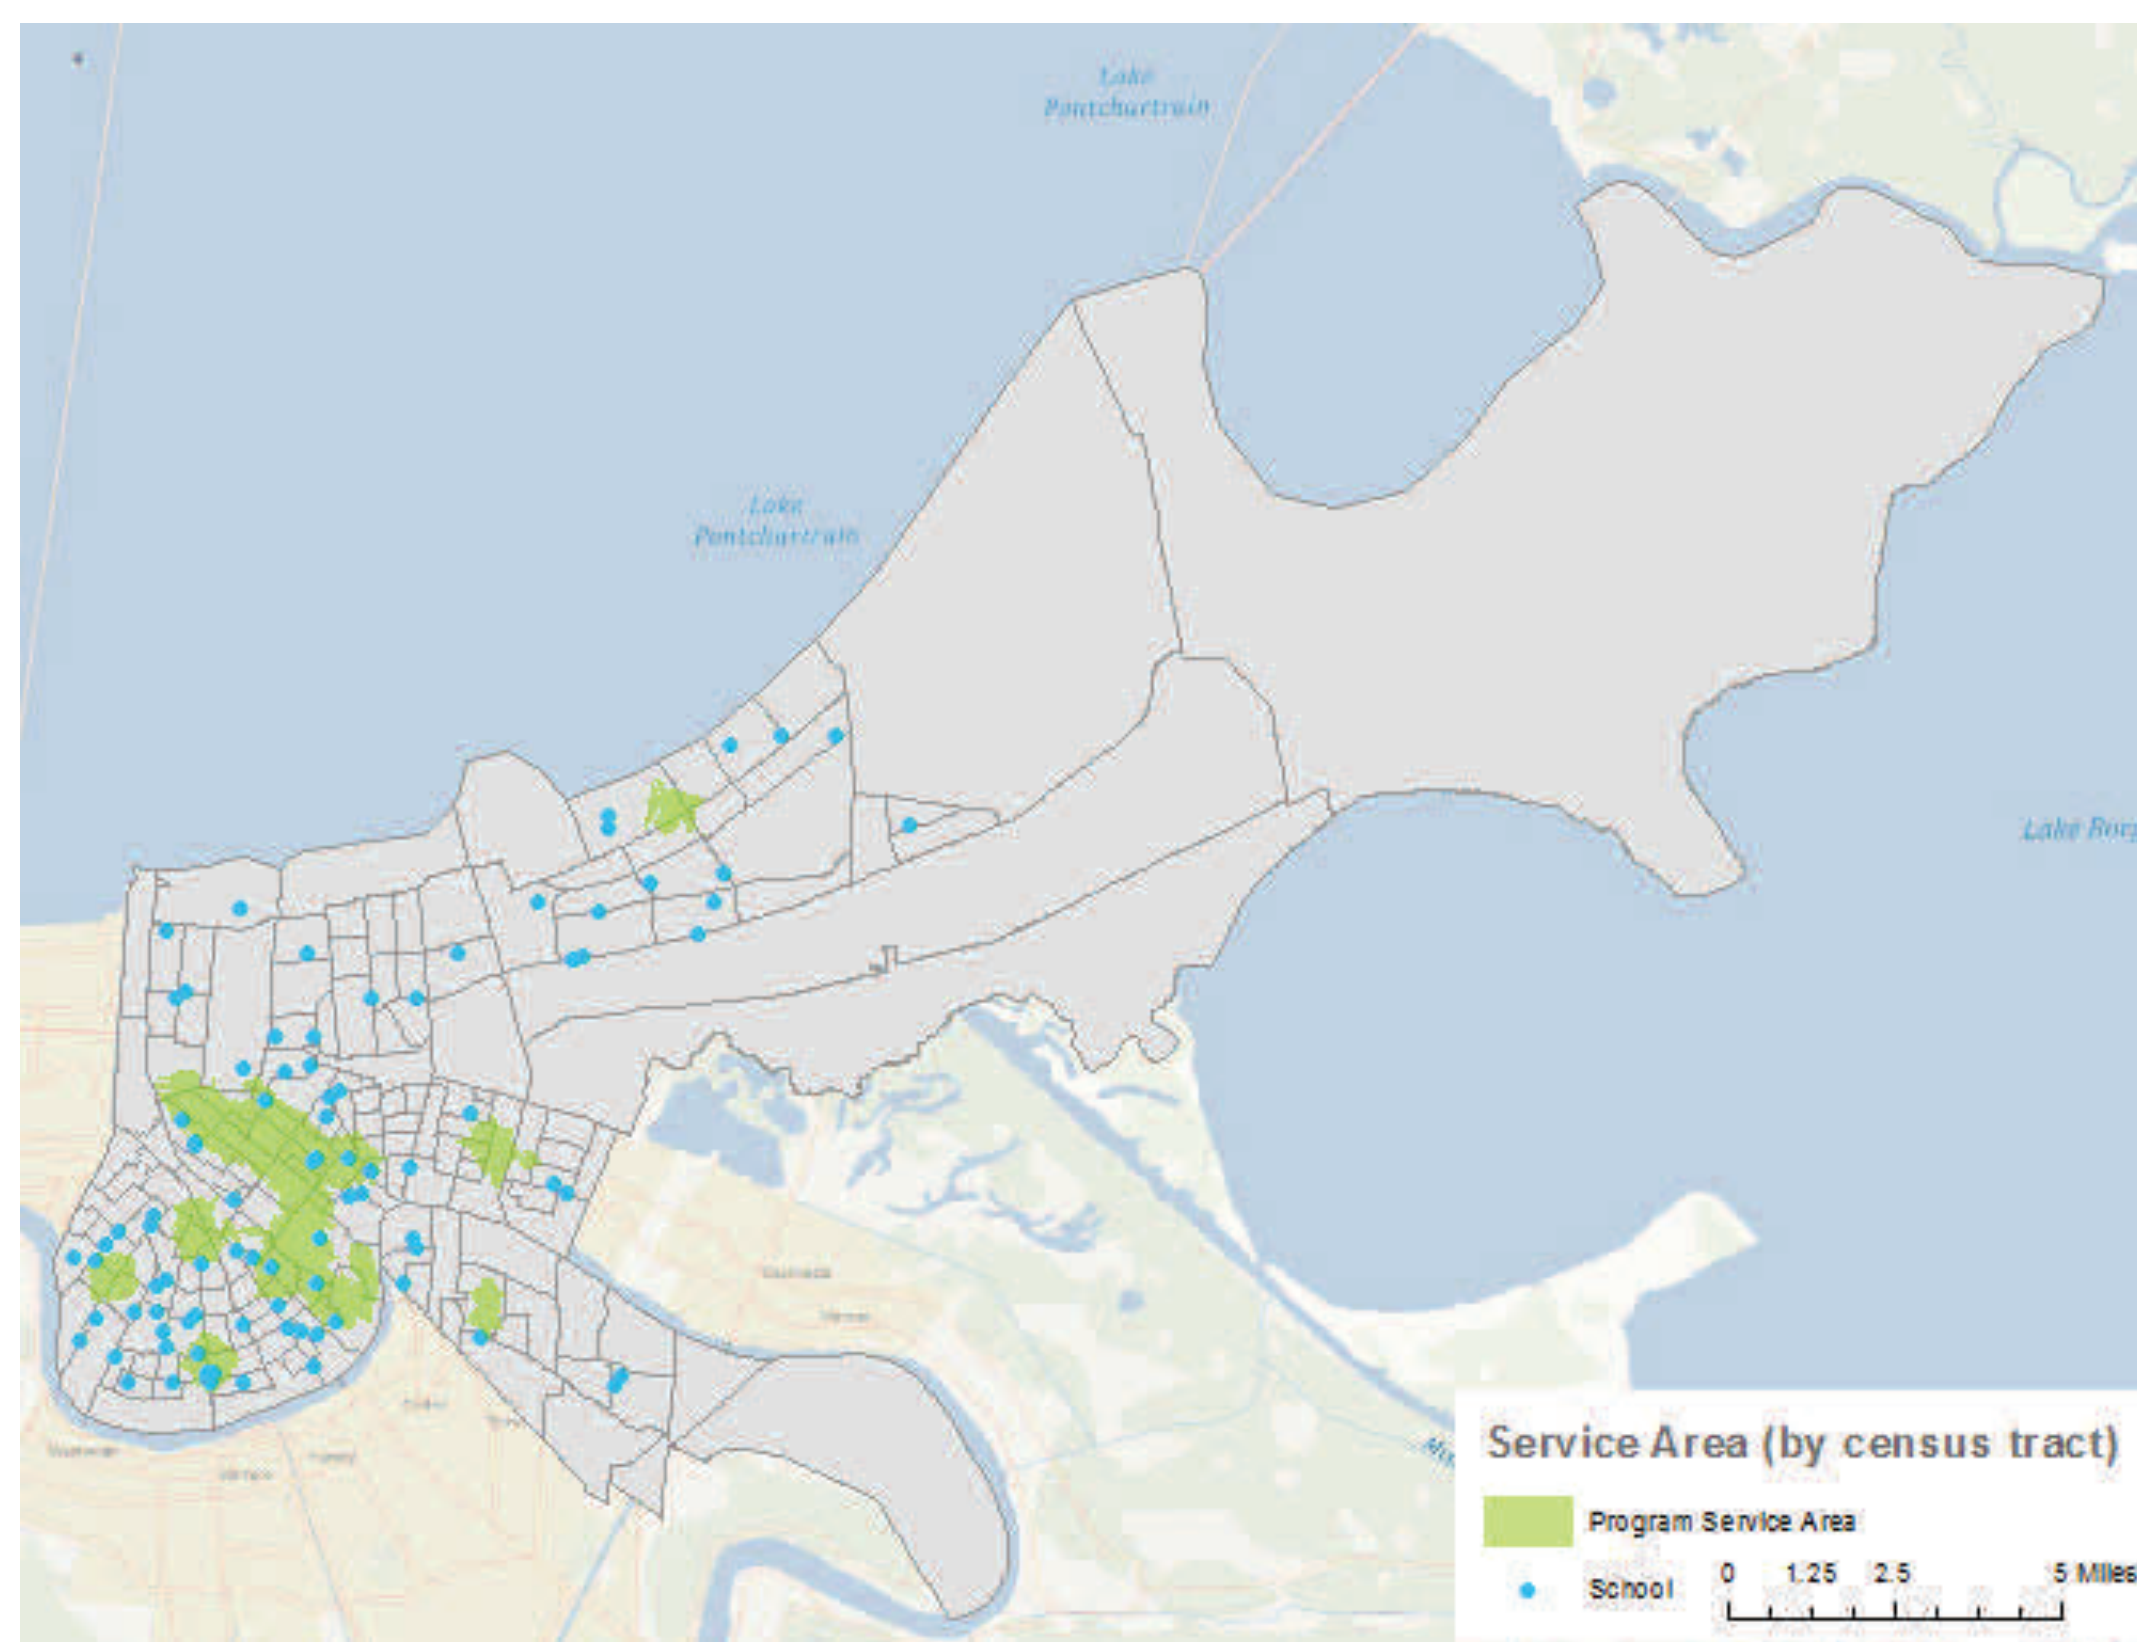 Lake
Pontchartrain
Lake
Pontchartrain
Service Area (by census tract)
Program Service Area
School
0 1.25 2.5 5 Miles